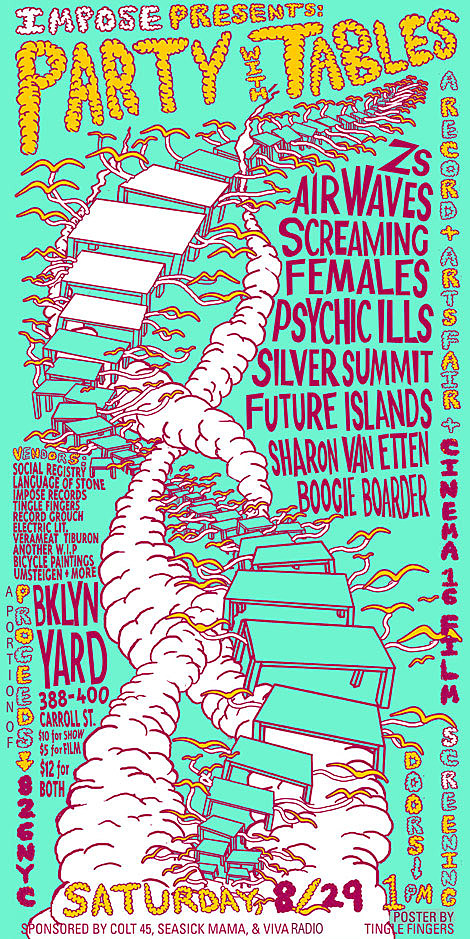 IMPOSE PRESENTS:
PARTY WITH TABLES
A RECORD + ARTS FAIR + CINEMA 16 FILM SCREENING
ZS
AIR WAVES
SCREAMING
FEMALES
PSYCHIC ILLS
SILVER SUMMIT
FUTURE ISLANDS
SHARON VAN ETTEN
BOOGIE BOARDER
VENDORS:
SOCIAL REGISTRY
LANGUAGE OF STONE
IMPOSE RECORDS
TINGLE FINGERS
RECORD GROUCH
ELECTRIC LIT.
VERAMEAT TIBURON
ANOTHER W.I.P
BICYCLE PAINTINGS
UMSTEIGEN + MORE
A PORTION OF
PROCEEDS → 826NYC
BKLYN
YARD
388-400
CARROLL ST.
$10 for SHOW
$5 for FILM
$12 for
BOTH
DOORS↓
1PM
SATURDAY, 8/29
POSTER BY
TINGLE FINGERS
SPONSORED BY COLT 45, SEASICK MAMA, & VIVA RADIO